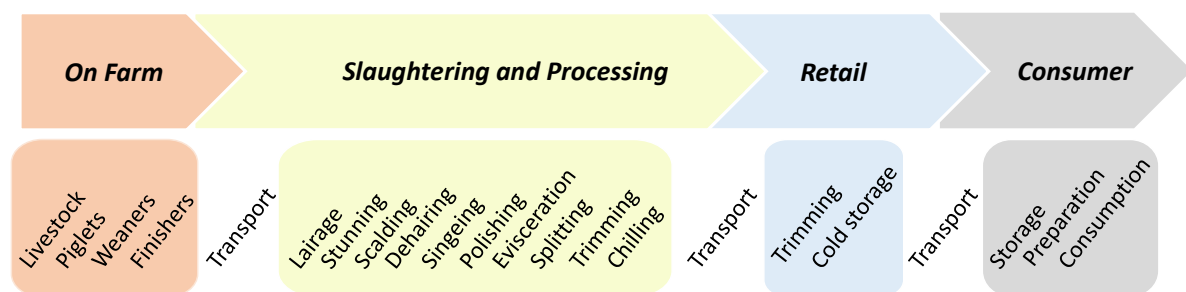 On Farm
Slaughtering and Processing
Retail
Consumer
Livestock
Piglets
Weaners
Finishers
Transport
Lairage
Stunning
Scalding
Dehairing
Singeing
Polishing
Evisceration
Splitting
Trimming
Chilling
Transport
Trimming
Cold storage
Transport
Storage
Preparation
Consumption